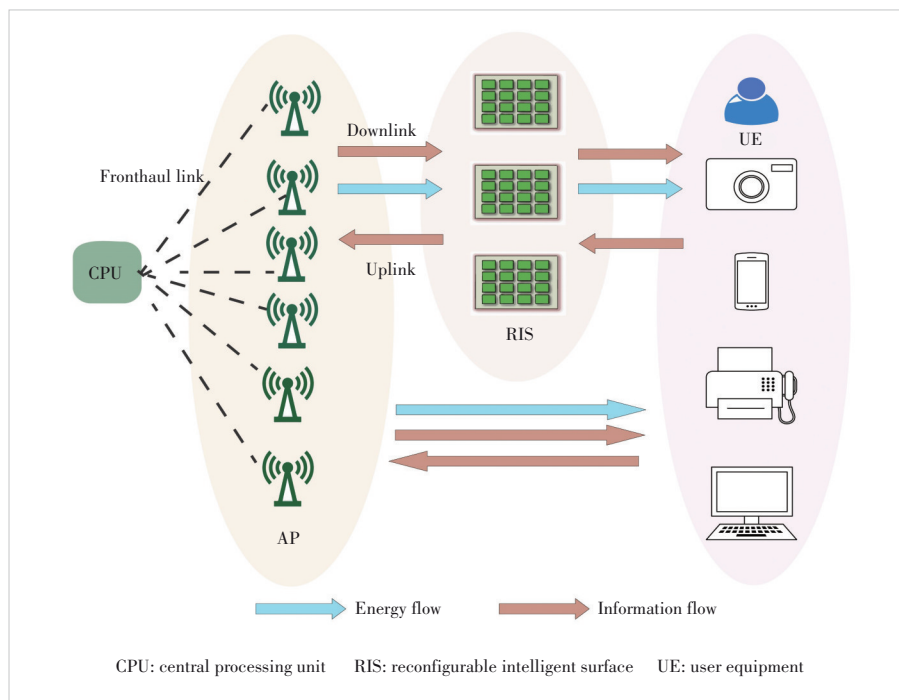 Downlink
UE
Fronthaul link
CPU
Uplink
RIS
AP
Energy flow
Information flow
CPU: central processing unit RIS: reconfigurable intelligent surface UE: user equipment